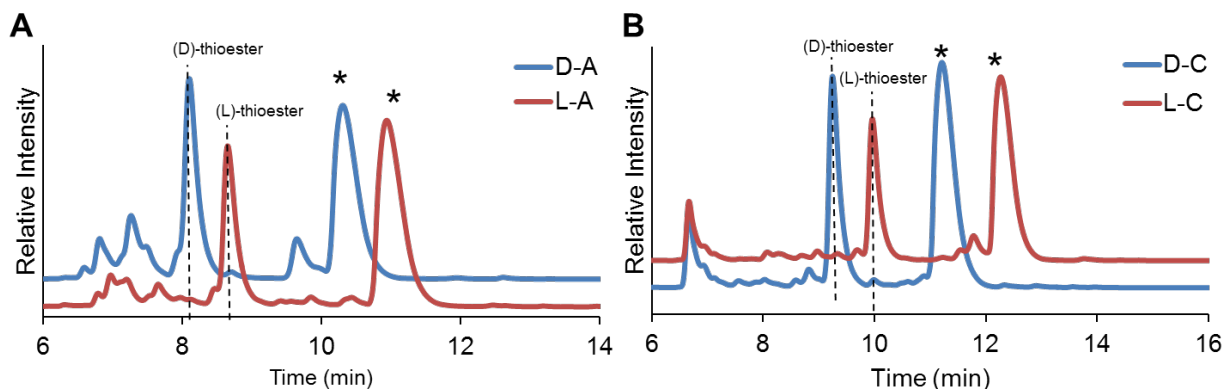 A
(D)-thioester
(L)-thioester
*
*
D-A
L-A
Relative Intensity
6
8
10
12
14
Time (min)
B
(D)-thioester
(L)-thioester
*
*
D-C
L-C
Relative Intensity
6
8
10
12
14
16
Time (min)